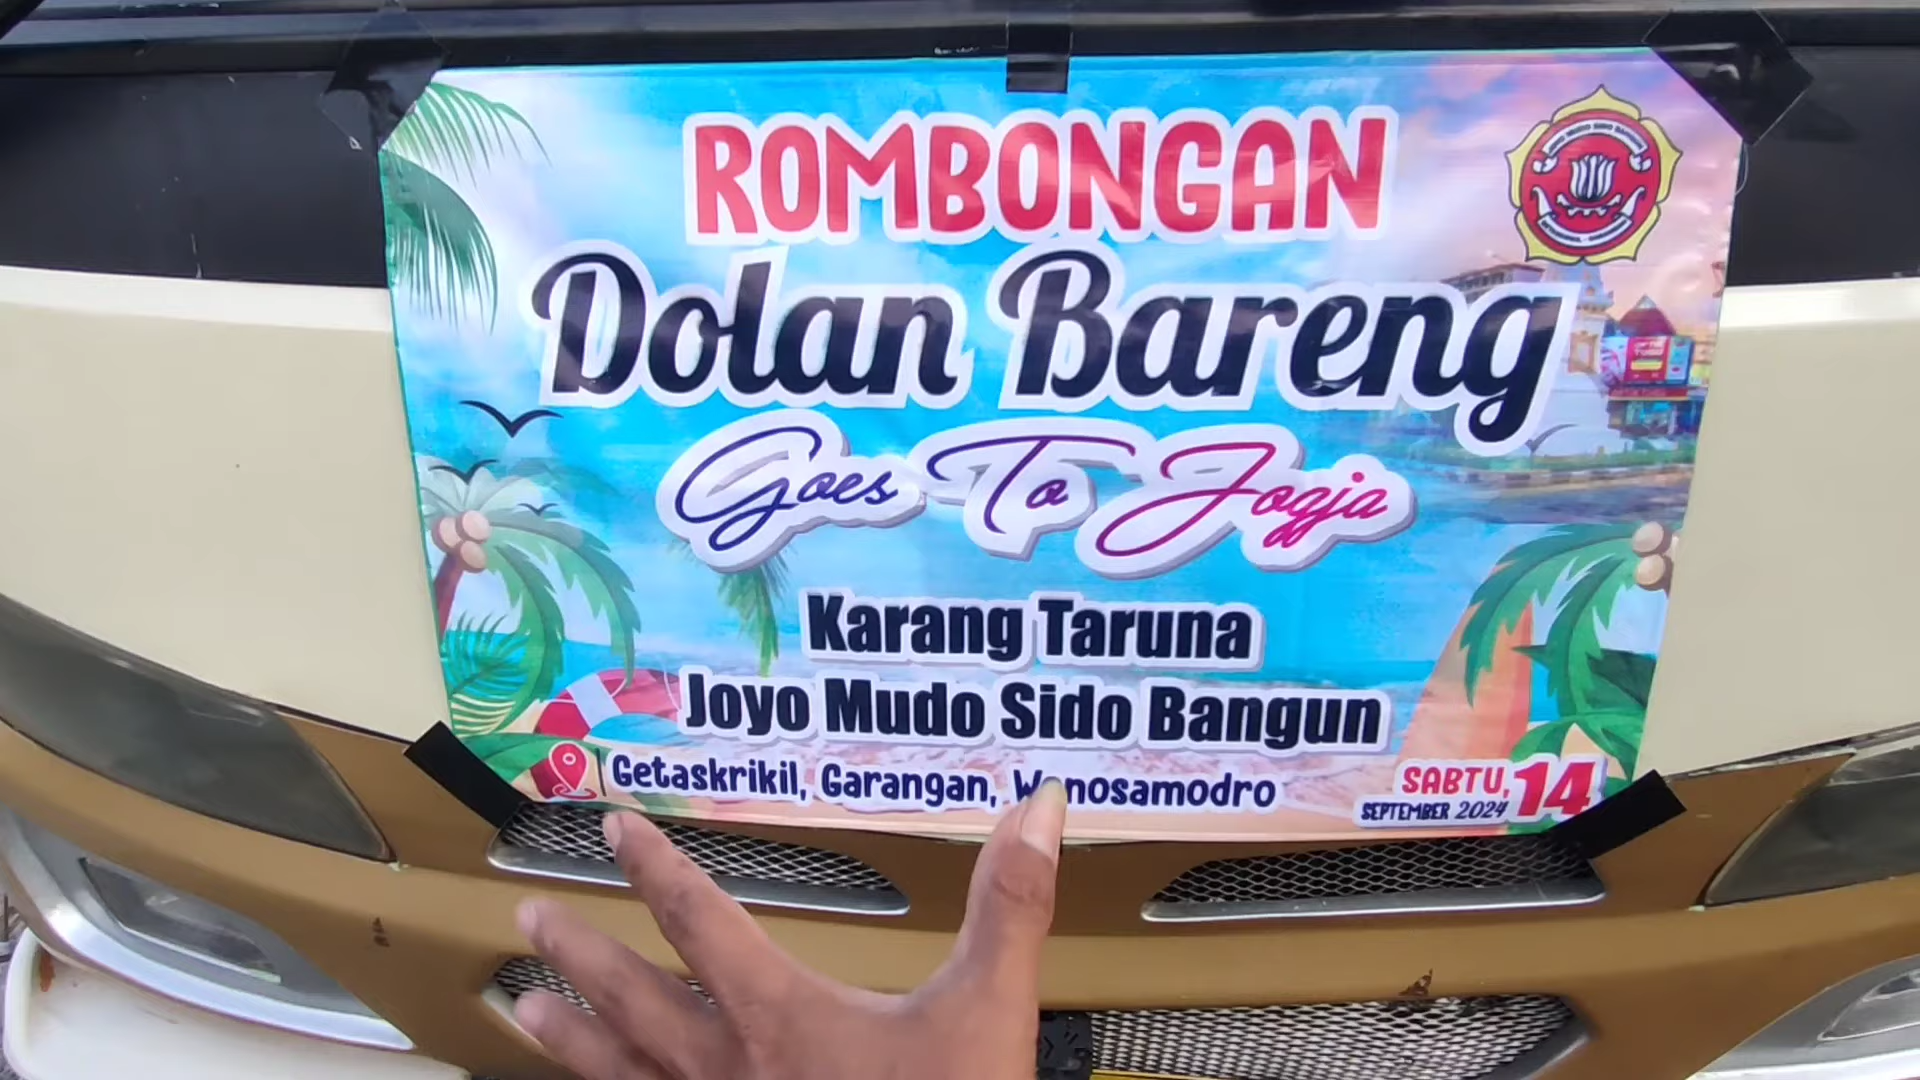 ROMBONGAN
Dolan Bareng
Goes To Jogja
Karang Taruna
Joyo Mudo Sido Bangun
Getaskrikil, Garangan, Wonosamodro
SABTU, 14
SEPTEMBER 2024